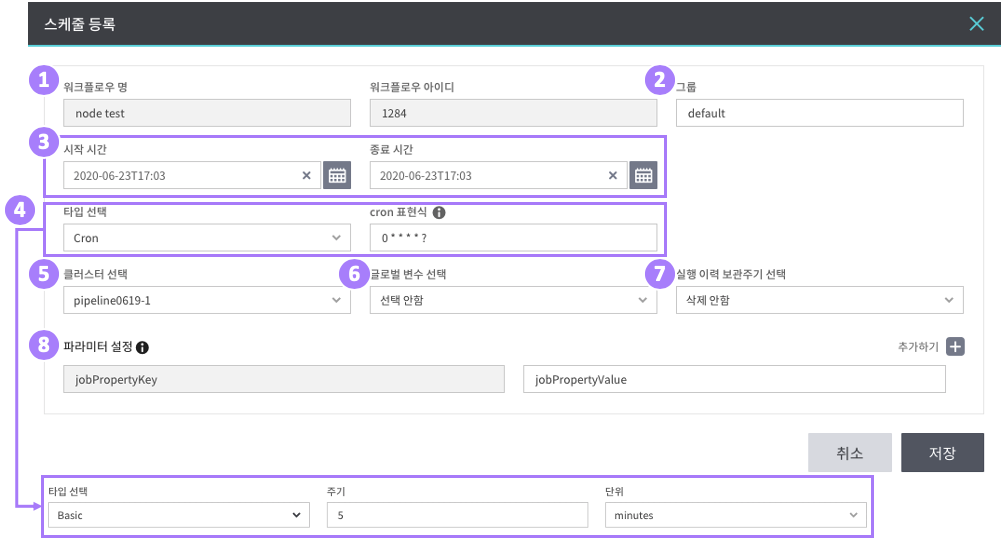 스케줄 등록
1 워크플로우 명 워크플로우 아이디 2 그룹
node test 1284 default
3 시작 시간 종료 시간
2020-06-23T17:03 2020-06-23T17:03
4 타입 선택 cron 표현식
Cron 0 * * * * ?
5 클러스터 선택 6 글로벌 변수 선택 7 실행 이력 보관주기 선택
pipeline0619-1 선택 안함 삭제 안함
8 파라미터 설정 추가하기
jobPropertyKey jobPropertyValue
취소 저장
타입 선택 주기 단위
Basic 5 minutes